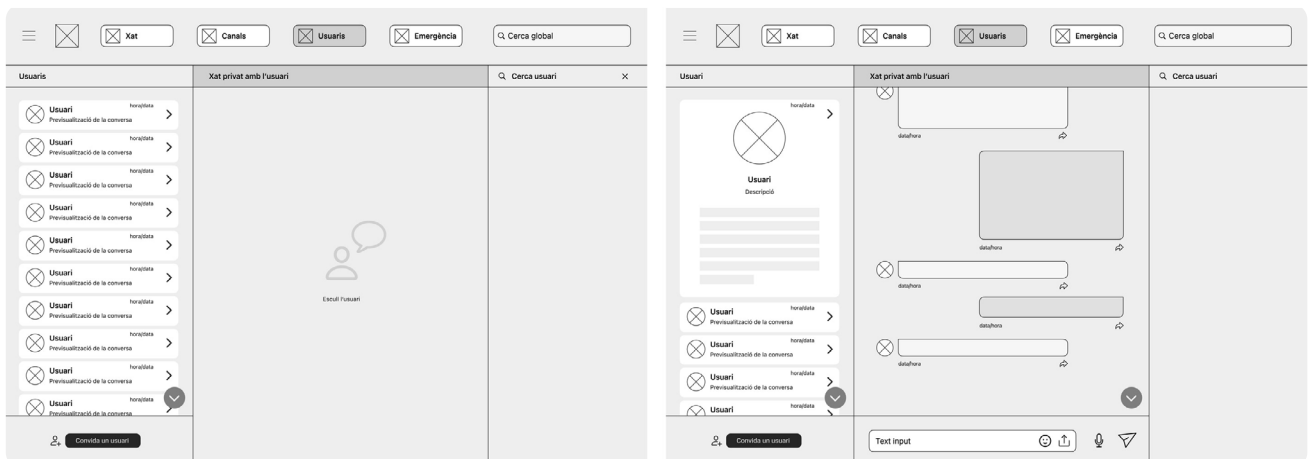 Xat
Canals
Usuaris
Emergència
Cerca global
Usuaris
Xat privat amb l'usuari
Cerca usuari
Usuari
hora/data
Previsualització de la conversa
Usuari
hora/data
Previsualització de la conversa
Usuari
hora/data
Previsualització de la conversa
Usuari
hora/data
Previsualització de la conversa
Usuari
hora/data
Previsualització de la conversa
Usuari
hora/data
Previsualització de la conversa
Usuari
hora/data
Previsualització de la conversa
Usuari
hora/data
Previsualització de la conversa
Usuari
hora/data
Previsualització de la conversa
Usuari
hora/data
Previsualització de la conversa
Escull l'usuari
Convida un usuari
Xat
Canals
Usuaris
Emergència
Cerca global
Usuari
Xat privat amb l'usuari
Cerca usuari
hora/data
Usuari
Descripció
Usuari
hora/data
Previsualització de la conversa
Usuari
hora/data
Previsualització de la conversa
Usuari
hora/data
Previsualització de la conversa
Usuari
hora/data
data/hora
data/hora
data/hora
data/hora
data/hora
Convida un usuari
Text input